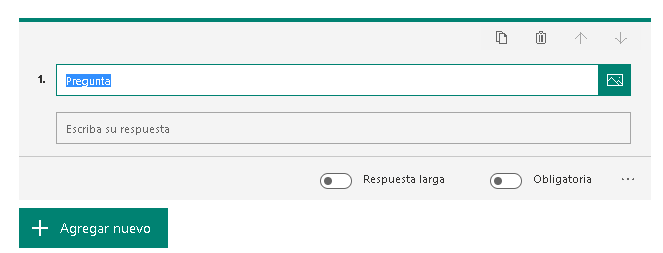 1. Pregunta
Escriba su respuesta
Respuesta larga Obligatoria ...
+ Agregar nuevo